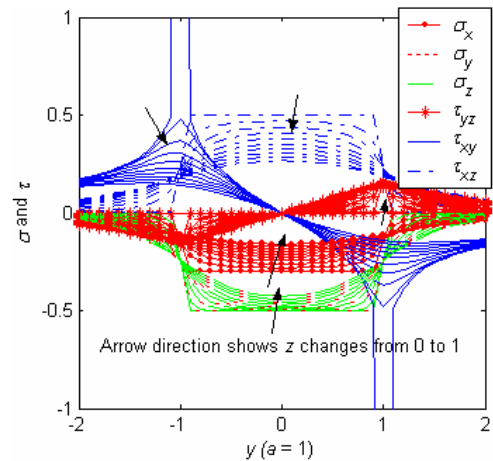 1
0.5
0
-0.5
-1
-2
-1
0
1
2
σ and τ
y (a = 1)
σx
σy
σz
τyz
τxy
τxz
Arrow direction shows z changes from 0 to 1